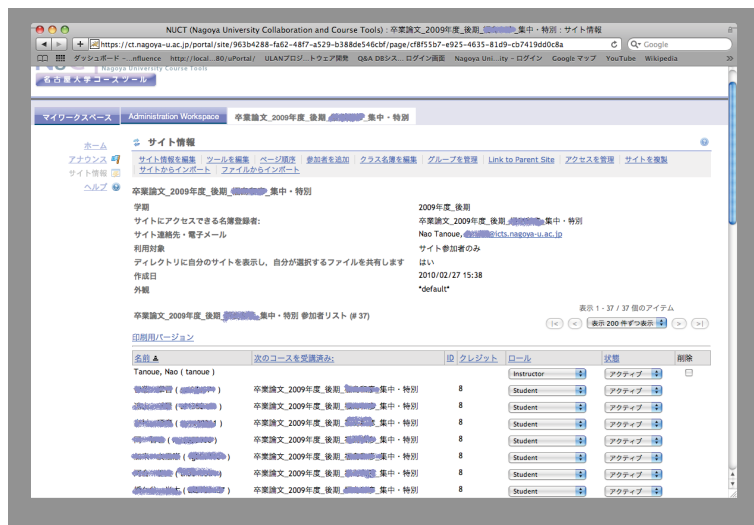 NUCT (Nagoya University Collaboration and Course Tools) : 卒業論文_2009年度_後期_ 集中・特別 : サイト情報
https://ct.nagoya-u.ac.jp/portal/site/963b4288-fa62-48f7-a529-b388de546cbf/page/cf8f55b7-e925-4635-81d9-cb7419dd0c8a
Google
ダッシュボード - ...nfluence http://local...80/uPortal/ ULANプロジ...トウェア開発 Q&A DBシス... ログイン画面 Nagoya Uni...ity - ログイン Google マップ YouTube Wikipedia
Nagoya University Course Tools
名古屋大学コースツール
マイワークスペース Administration Workspace 卒業論文_2009年度_後期_ _集中・特別
ホーム
アナウンス
サイト情報
ヘルプ
サイト情報
サイト情報を編集 ツールを編集 ページ順序 参加者を追加 クラス名簿を編集 グループを管理 Link to Parent Site アクセスを管理 サイトを複製
サイトからインポート ファイルからインポート
卒業論文_2009年度_後期_ _集中・特別
学期 2009年度_後期
サイトにアクセスできる名簿登録者: 卒業論文_2009年度_後期_ _集中・特別
サイト連絡先・電子メール Nao Tanoue, @icts.nagoya-u.ac.jp
利用対象 サイト参加者のみ
ディレクトリに自分のサイトを表示し、自分が選択するファイルを共有します はい
作成日 2010/02/27 15:38
外観 *default*
卒業論文_2009年度_後期_ _集中・特別 参加者リスト (# 37)
表示 1 - 37 / 37 個のアイテム
|< < 表示 200 件ずつ表示 > >|
印刷用バージョン
名前 次のコースを受講済み: ID クレジット ロール 状態 削除
Tanoue, Nao ( tanoue ) Instructor アクティブ
卒業論文_2009年度_後期_ _集中・特別 8 Student アクティブ
卒業論文_2009年度_後期_ _集中・特別 8 Student アクティブ
卒業論文_2009年度_後期_ _集中・特別 8 Student アクティブ
卒業論文_2009年度_後期_ _集中・特別 8 Student アクティブ
卒業論文_2009年度_後期_ _集中・特別 8 Student アクティブ
卒業論文_2009年度_後期_ _集中・特別 8 Student アクティブ
卒業論文_2009年度_後期_ _集中・特別 8 Student アクティブ